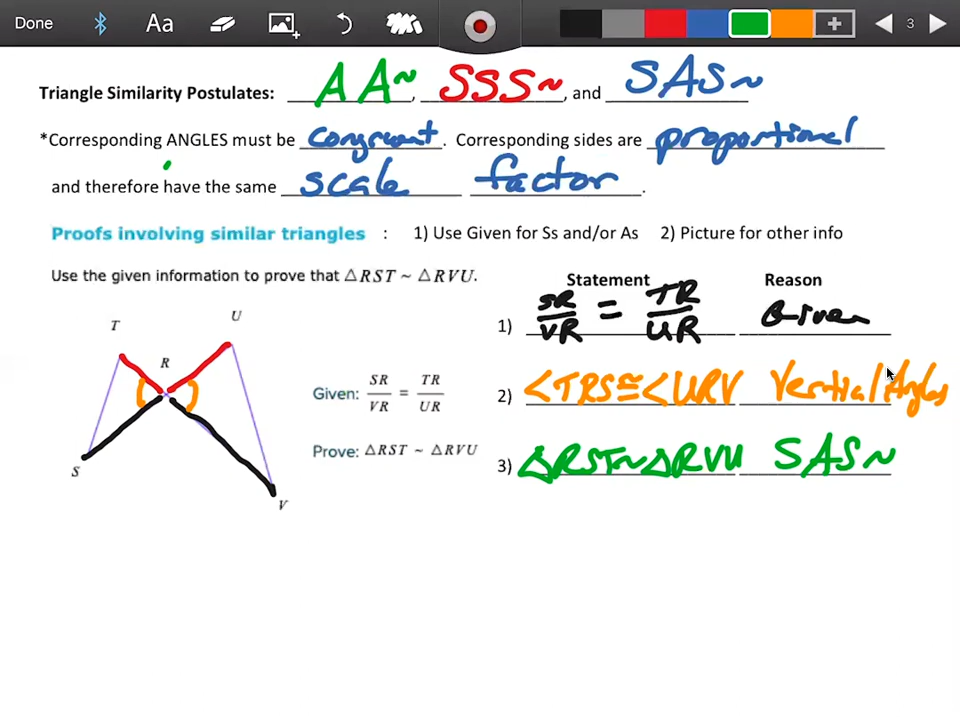 Done Aa 3
Triangle Similarity Postulates: AA~, SSS~, and SAS~
*Corresponding ANGLES must be congruent. Corresponding sides are proportional
and therefore have the same scale factor.
Proofs involving similar triangles : 1) Use Given for Ss and/or As 2) Picture for other info
Use the given information to prove that △RST ~ △RVU.
Statement Reason
1) SR/VR = TR/UR Given
T U
R
Given: SR/VR = TR/UR
2) <TRS≅<URV Vertical Angles
Prove: △RST ~ △RVU
3) △RST~△RVU SAS~
S
V